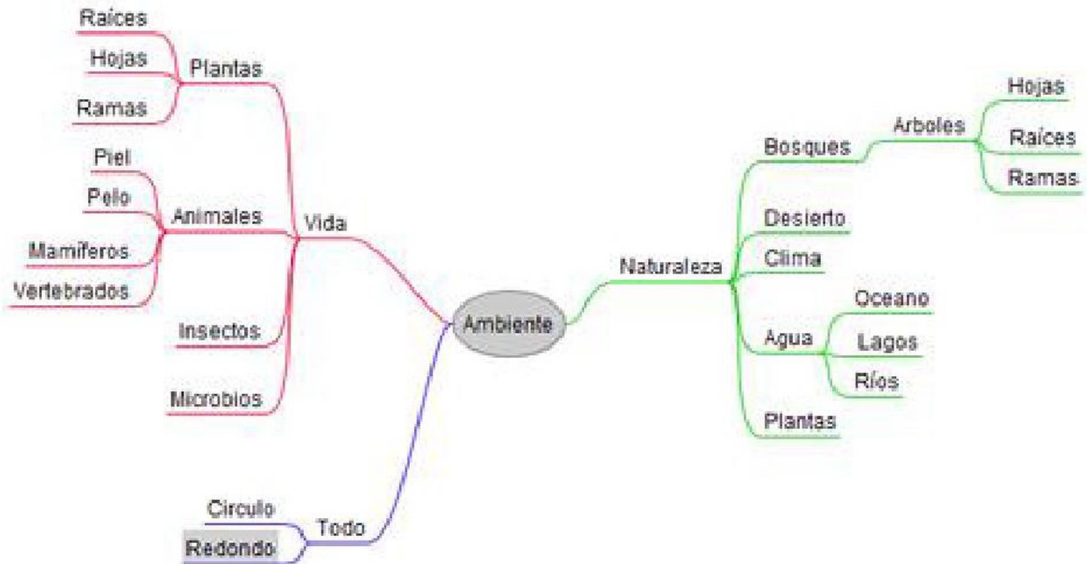 Raíces
Hojas
Ramas
Plantas
Piel
Pelo
Mamíferos
Vertebrados
Animales
Insectos
Microbios
Vida
Circulo
Redondo
Todo
Ambiente
Naturaleza
Bosques
Arboles
Hojas
Raíces
Ramas
Desierto
Clima
Agua
Oceano
Lagos
Ríos
Plantas